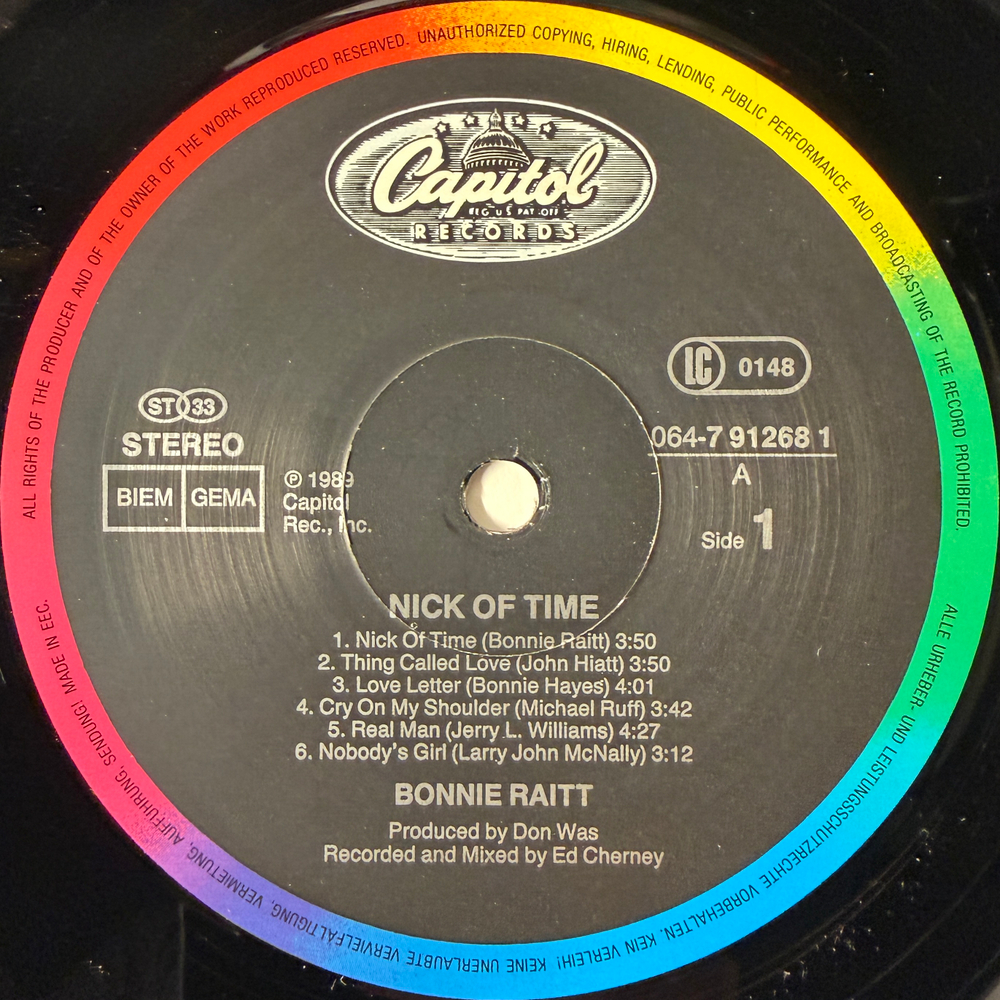 ALL RIGHTS OF THE PRODUCER AND OF THE OWNER OF THE WORK REPRODUCED RESERVED. UNAUTHORIZED COPYING, HIRING, LENDING, PUBLIC PERFORMANCE AND BROADCASTING OF THE RECORD PROHIBITED.
Capitol
REG U S PAT OFF
RECORDS
LC 0148
ST 33
STEREO
BIEM GEMA
℗ 1989
Capitol
Rec., Inc.
064-7 91268 1
A
Side 1
NICK OF TIME
1. Nick Of Time (Bonnie Raitt) 3:50
2. Thing Called Love (John Hiatt) 3:50
3. Love Letter (Bonnie Hayes) 4:01
4. Cry On My Shoulder (Michael Ruff) 3:42
5. Real Man (Jerry L. Williams) 4:27
6. Nobody's Girl (Larry John McNally) 3:12
BONNIE RAITT
Produced by Don Was
Recorded and Mixed by Ed Cherney
ALLE URHEBER- UND LEISTUNGSSCHUTZRECHTE VORBEHALTEN. KEIN VERLEIH! KEINE UNERLAUBTE VERVIELFÄLTIGUNG, VERMIETUNG, AUFFÜHRUNG, SENDUNG! MADE IN EEC.